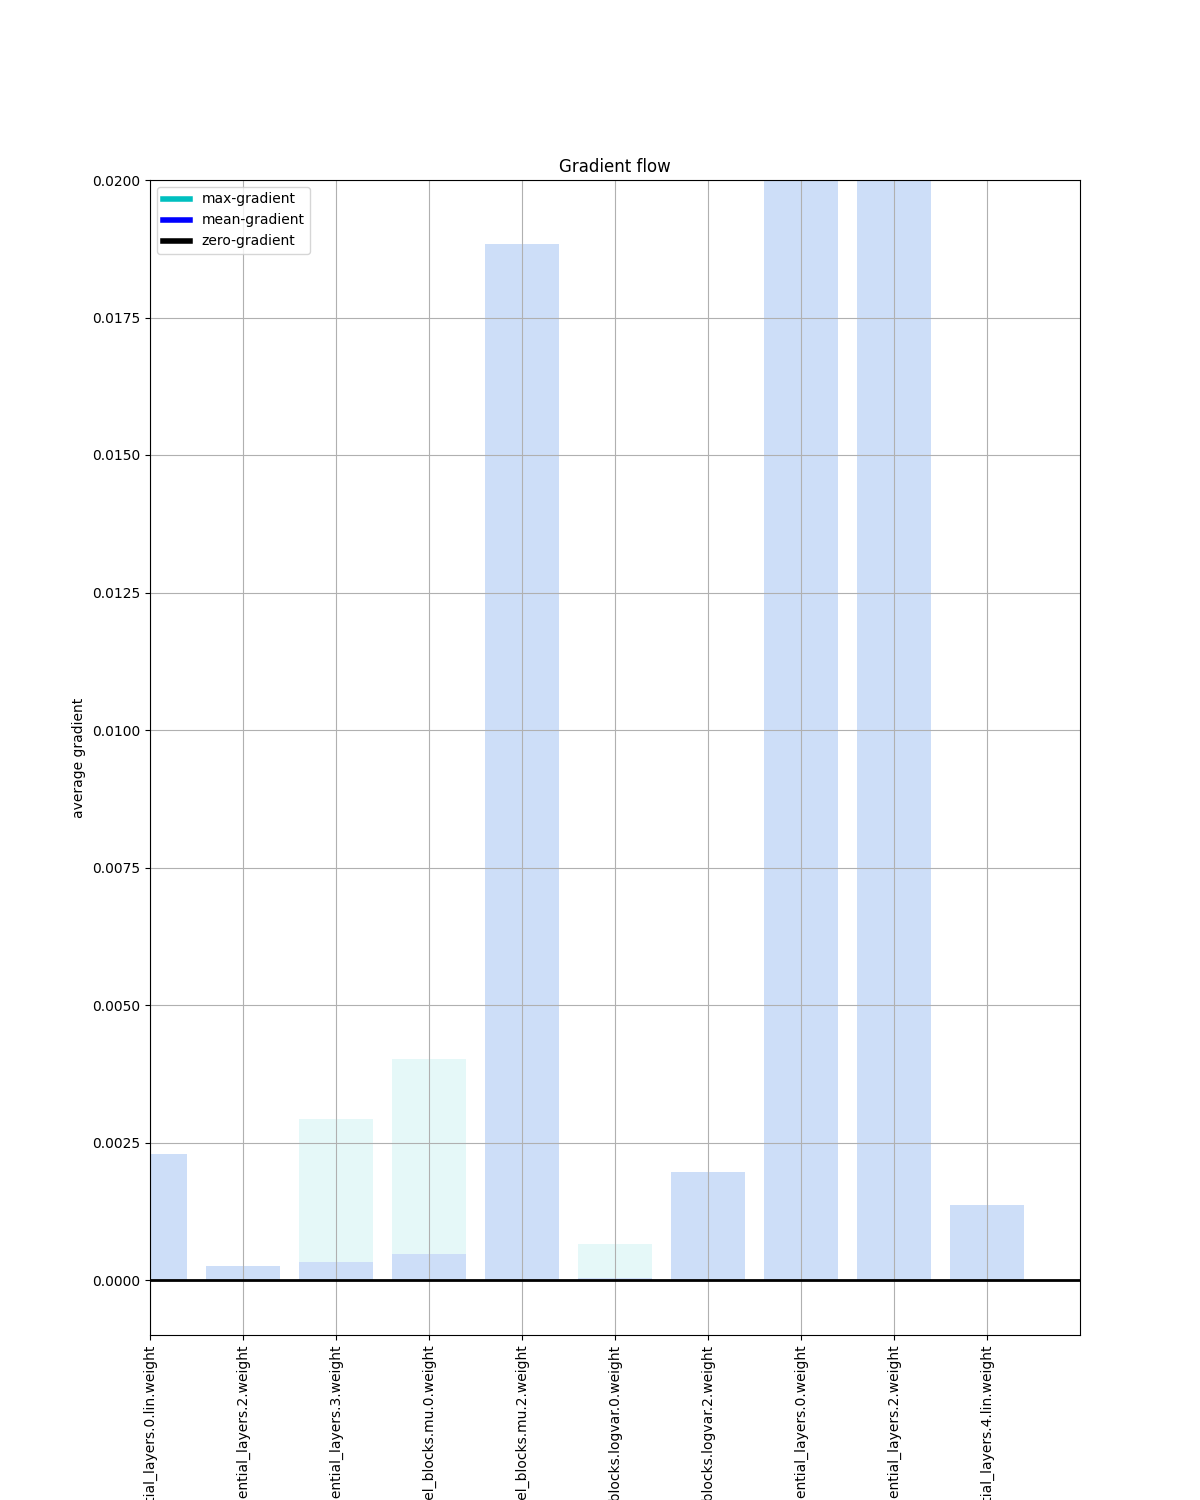 Gradient flow
max-gradient
mean-gradient
zero-gradient
average gradient
0.0200
0.0175
0.0150
0.0125
0.0100
0.0075
0.0050
0.0025
0.0000
tial_layers.0.lin.weight
ential_layers.2.weight
ential_layers.3.weight
el_blocks.mu.0.weight
el_blocks.mu.2.weight
blocks.logvar.0.weight
blocks.logvar.2.weight
ential_layers.0.weight
ential_layers.2.weight
tial_layers.4.lin.weight